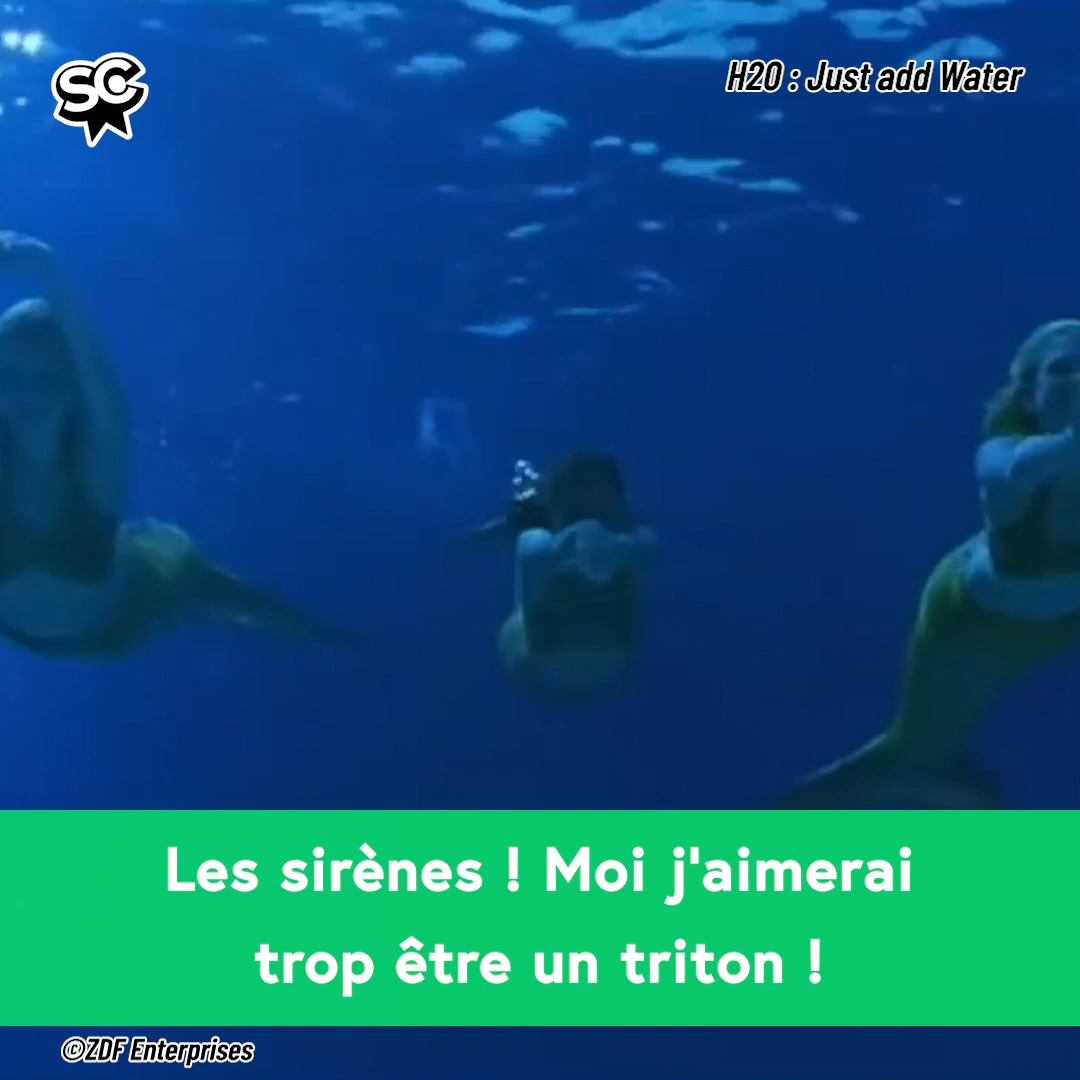 SC
H2O : Just add Water
Les sirènes ! Moi j'aimerai
trop être un triton !
©ZDF Enterprises